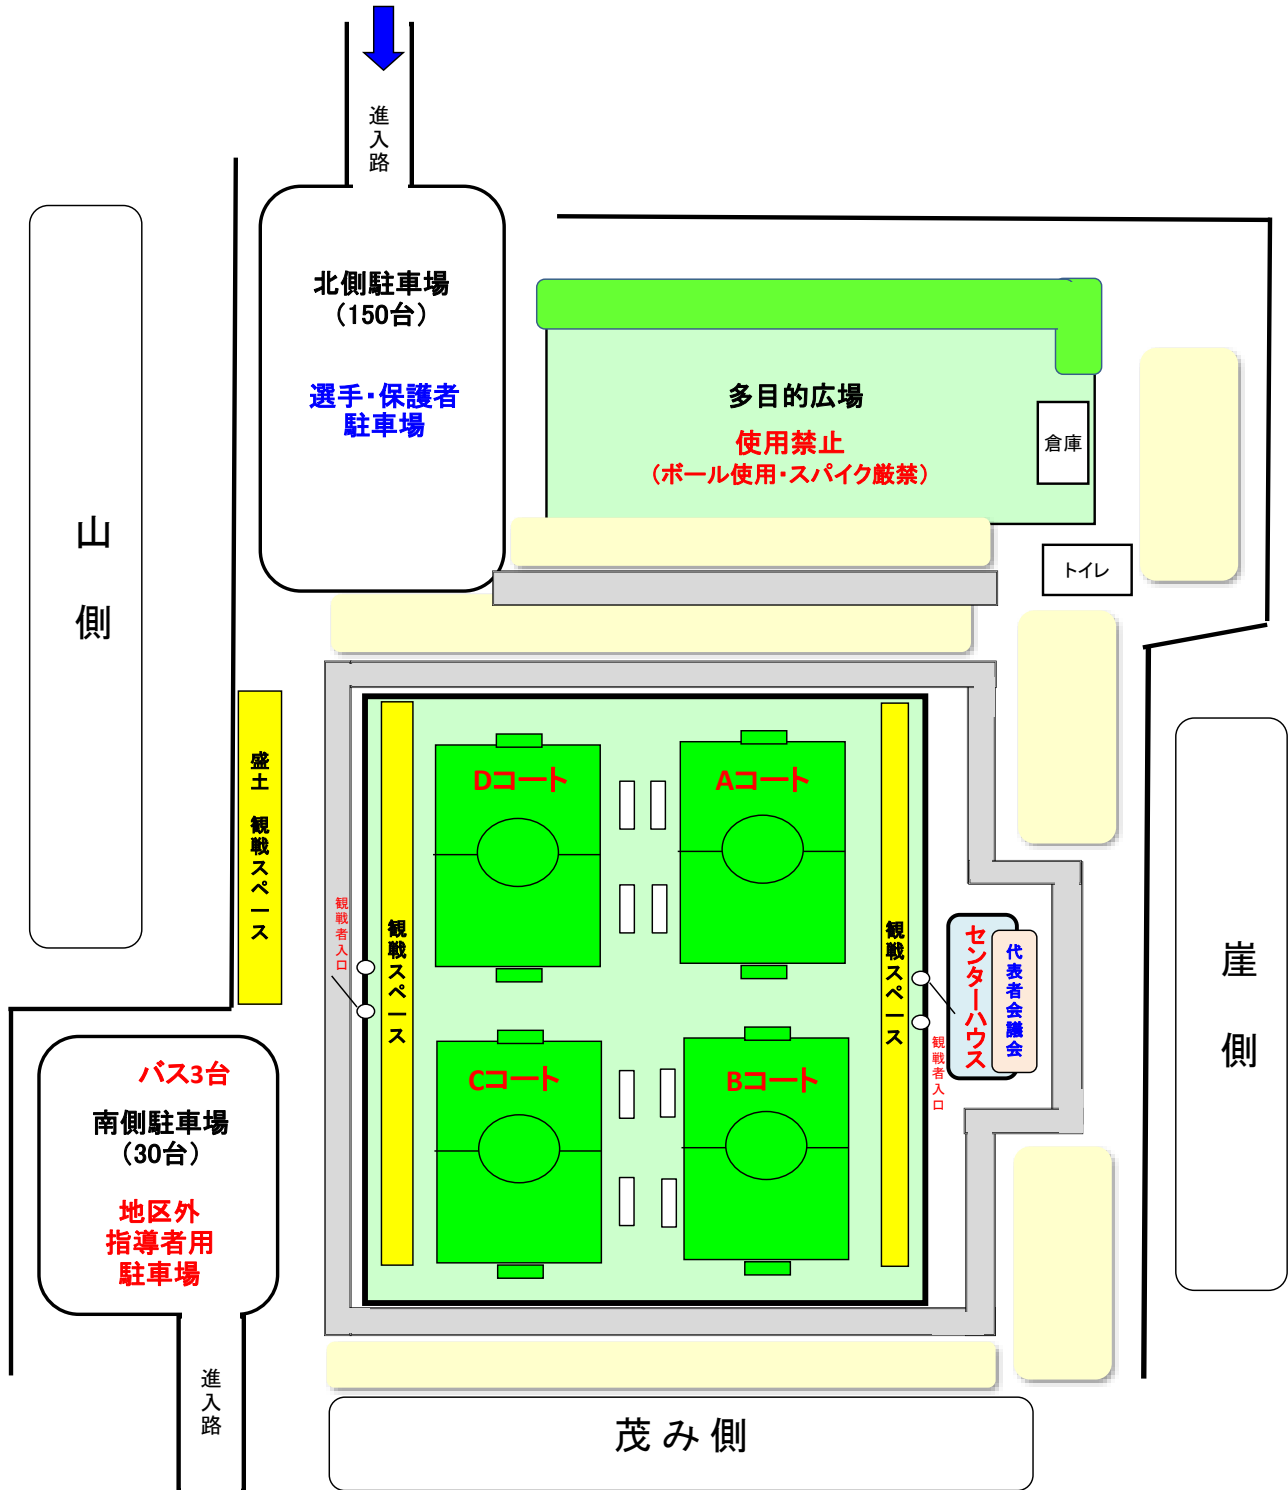 進入路
北側駐車場
（150台）
選手・保護者
駐車場
多目的広場
使用禁止
（ボール使用・スパイク厳禁）
倉庫
トイレ
山側
盛土　観戦スペース
Dコート
Aコート
観戦者入口
観戦スペース
観戦スペース
センターハウス
代表者会議会
観戦者入口
崖側
Cコート
Bコート
バス3台
南側駐車場
（30台）
地区外
指導者用
駐車場
進入路
茂み側